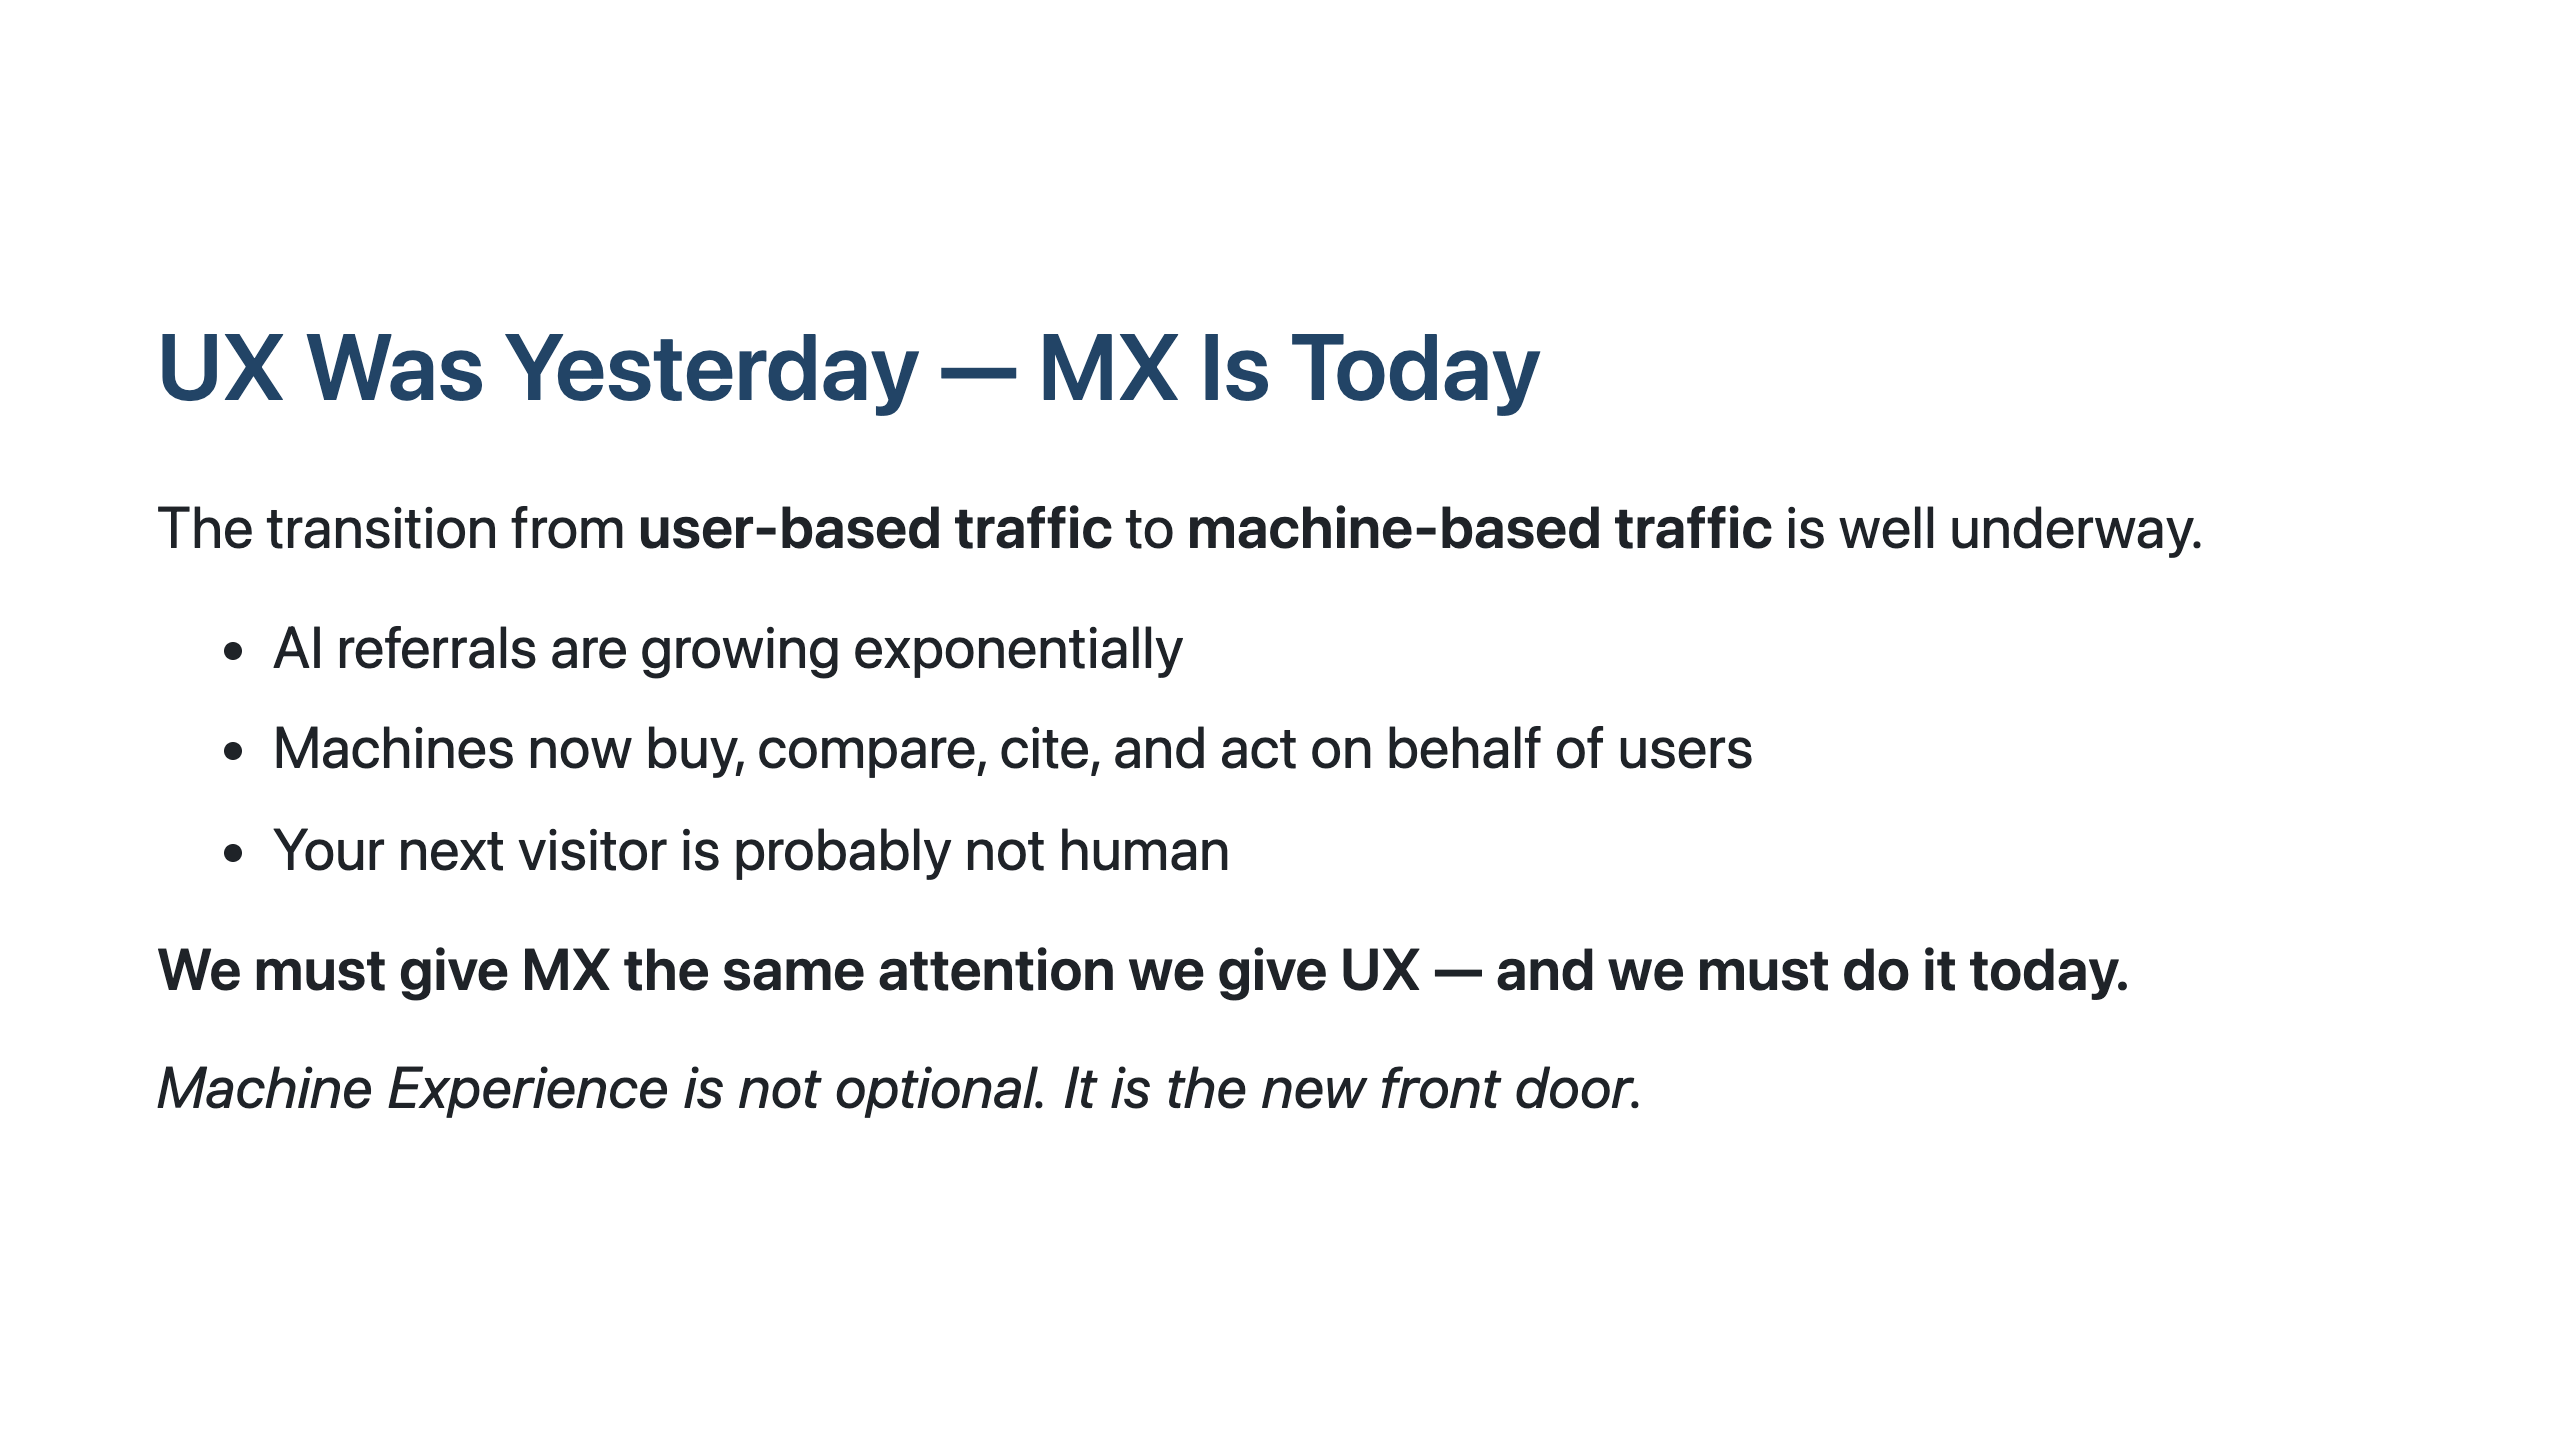 UX Was Yesterday — MX Is Today
The transition from user-based traffic to machine-based traffic is well underway.
• AI referrals are growing exponentially
• Machines now buy, compare, cite, and act on behalf of users
• Your next visitor is probably not human
We must give MX the same attention we give UX — and we must do it today.
Machine Experience is not optional. It is the new front door.